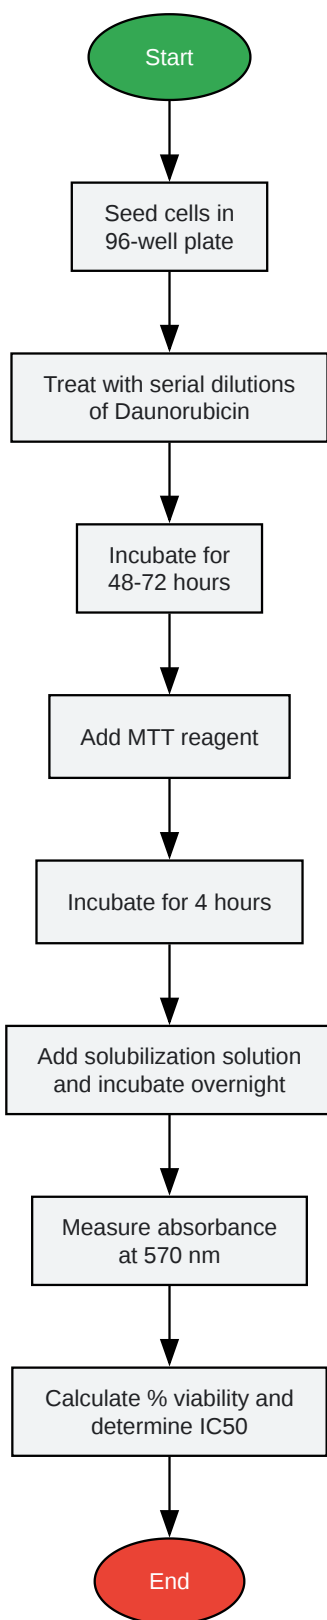 Start
Seed cells in
96-well plate
Treat with serial dilutions
of Daunorubicin
Incubate for
48-72 hours
Add MTT reagent
Incubate for 4 hours
Add solubilization solution
and incubate overnight
Measure absorbance
at 570 nm
Calculate % viability and
determine IC50
End